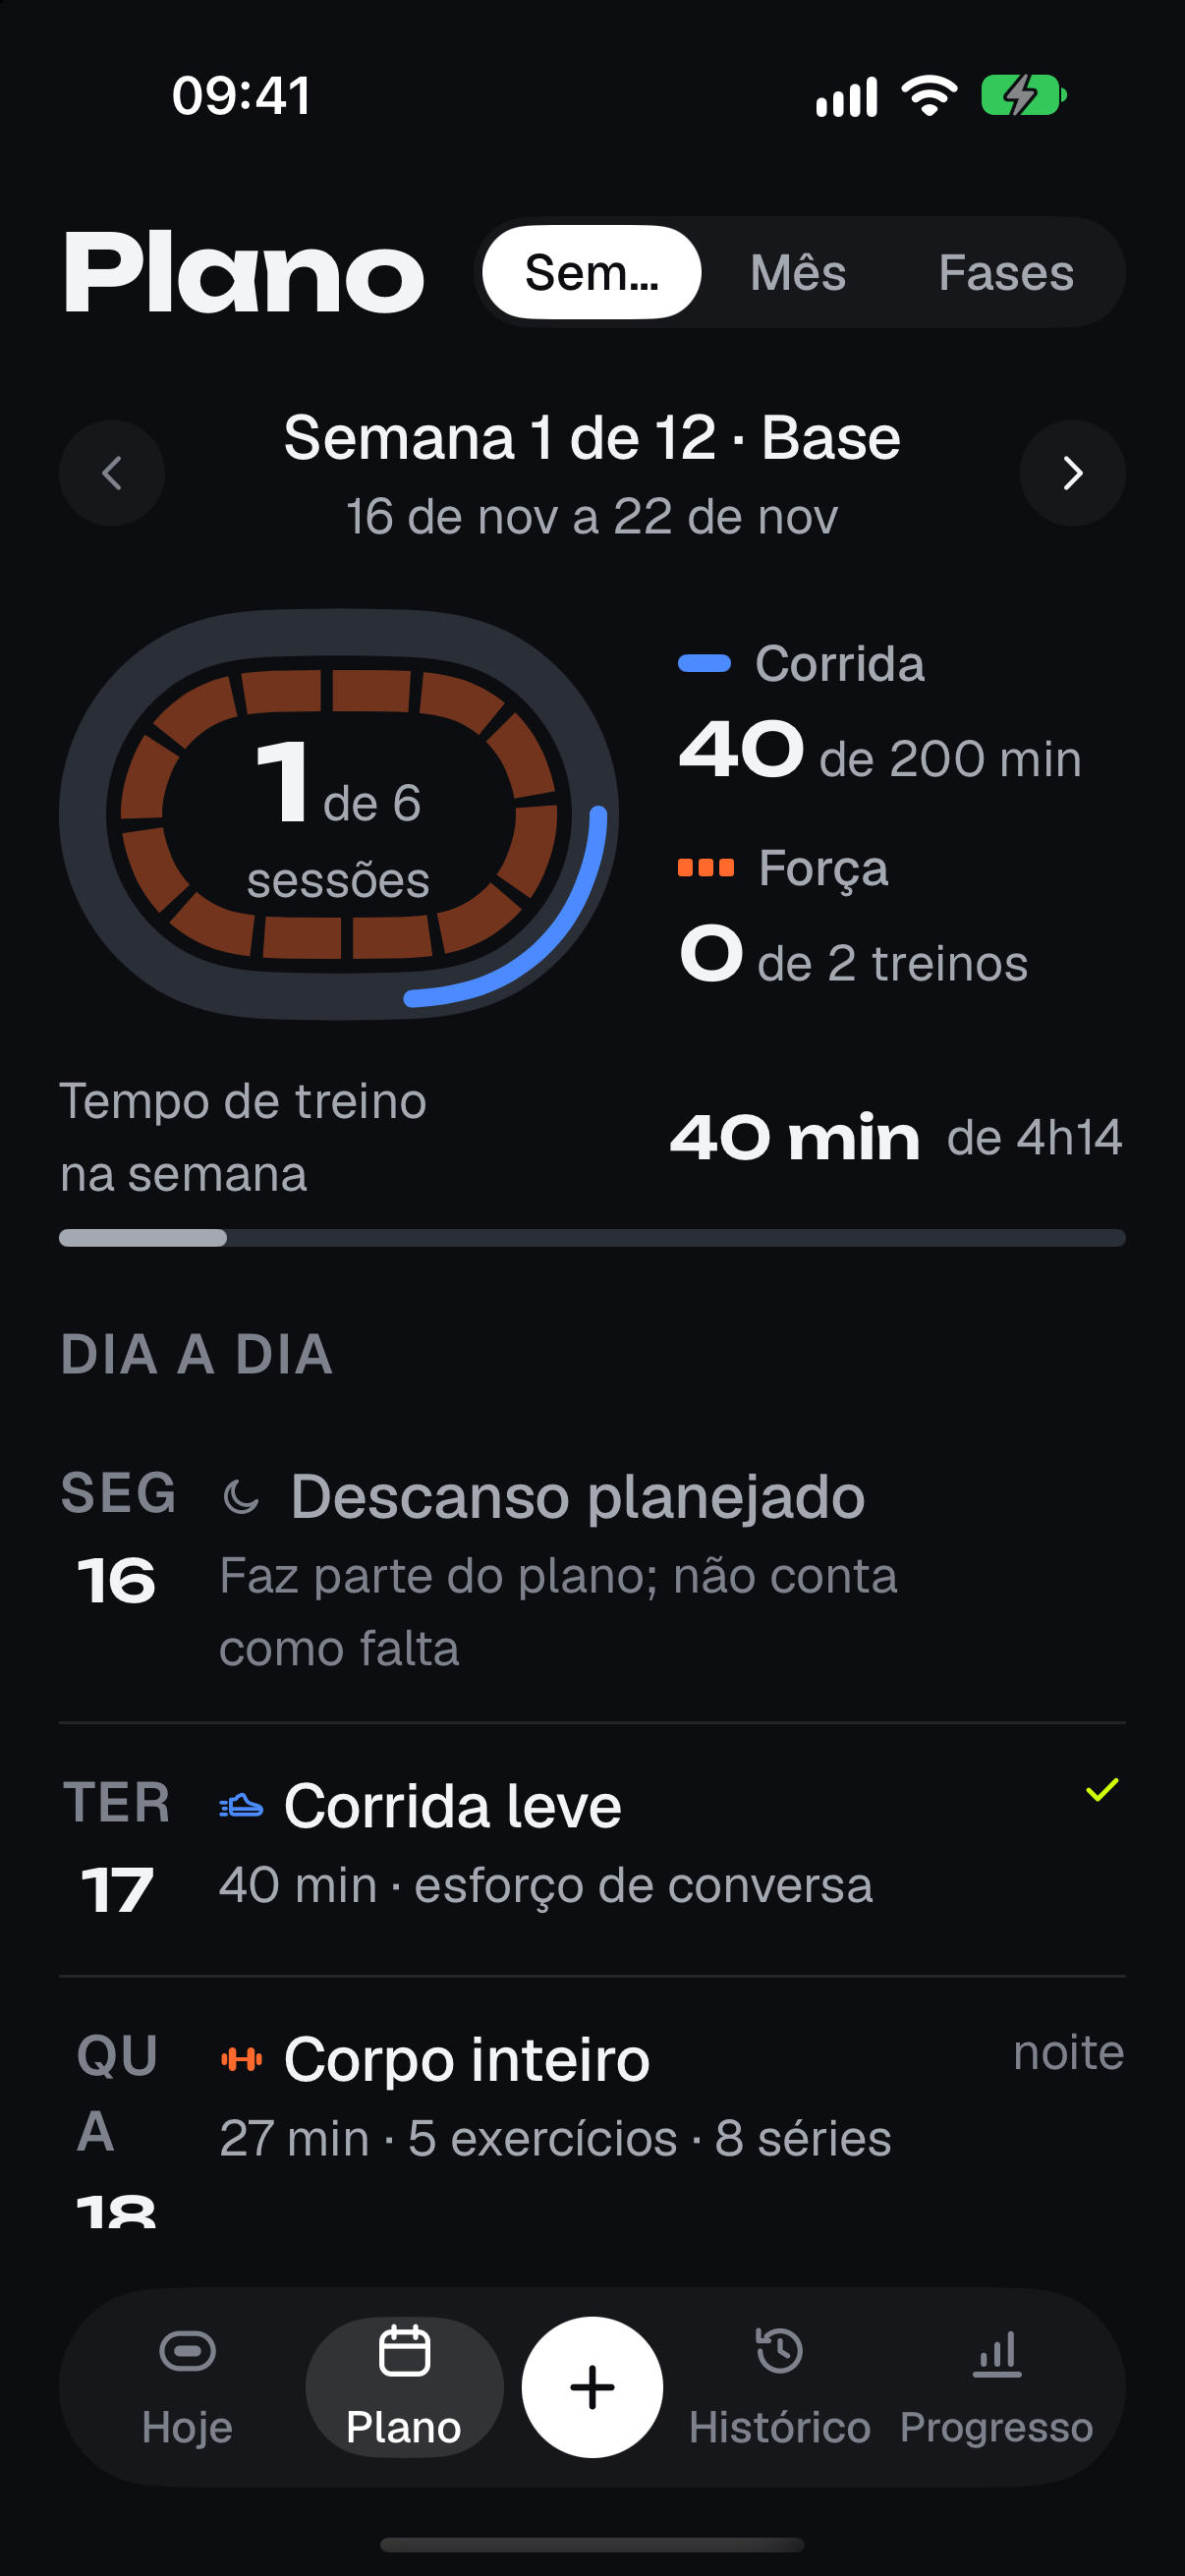 09:41
Plano
Sem...
Mês
Fases
Semana 1 de 12 · Base
16 de nov a 22 de nov
1 de 6
sessões
Corrida
40 de 200 min
Força
0 de 2 treinos
Tempo de treino
na semana
40 min de 4h14
DIA A DIA
SEG
16
Descanso planejado
Faz parte do plano; não conta
como falta
TER
17
Corrida leve
40 min · esforço de conversa
QU
A
18
Corpo inteiro
noite
27 min · 5 exercícios · 8 séries
Hoje
Plano
Histórico
Progresso